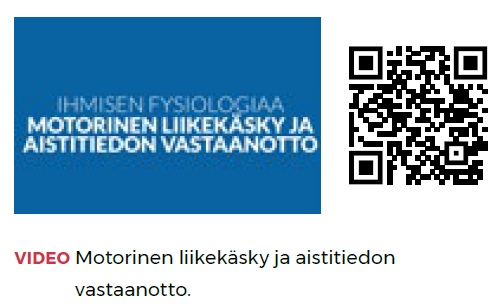 IHMISEN FYSIOLOGIAA
MOTORINEN LIIKEKÄSKY JA
AISTITIEDON VASTAANOTTO
VIDEO Motorinen liikekäsky ja aistitiedon
vastaanotto.